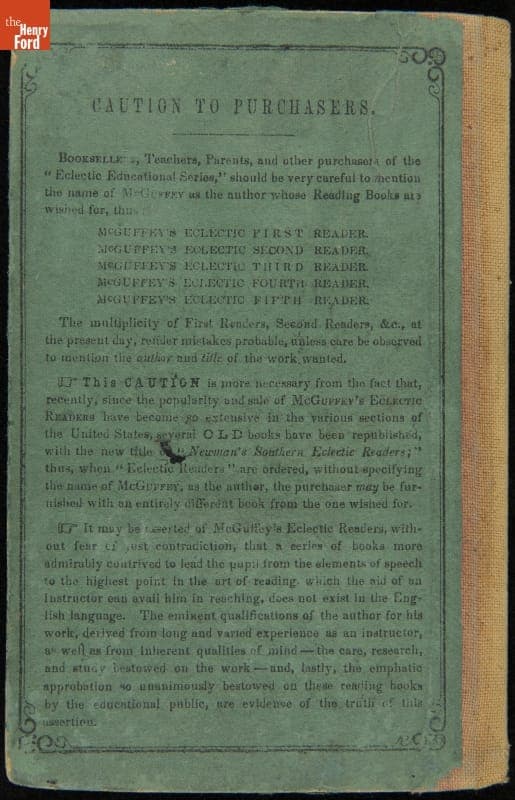 the
Henry
Ford
CAUTION TO PURCHASERS.
BOOKSELLERS, Teachers, Parents, and other purchasers of the
"Eclectic Educational Series," should be very careful to mention
the name of McGUFFEY as the author whose Reading Books are
wished for, thus
McGUFFEY'S ECLECTIC FIRST READER.
McGUFFEY'S ECLECTIC SECOND READER.
McGUFFEY'S ECLECTIC THIRD READER.
McGUFFEY'S ECLECTIC FOURTH READER.
McGUFFEY'S ECLECTIC FIFTH READER.
The multiplicity of First Readers, Second Readers, &c., at
the present day, render mistakes probable, unless care be observed
to mention the author and title of the work wanted.
☞ This CAUTION is more necessary from the fact that,
recently, since the popularity and sale of McGUFFEY'S ECLECTIC
READERS have become so extensive in the various sections of
the United States, several OLD books have been republished,
with the new title of "Newman's Southern Eclectic Readers;"
thus, when "Eclectic Readers" are ordered, without specifying
the name of McGUFFEY, as the author, the purchaser may be fur-
nished with an entirely different book from the one wished for.
☞ It may be asserted of McGuffey's Eclectic Readers, with-
out fear of just contradiction, that a series of books more
admirably contrived to lead the pupil from the elements of speech
to the highest point in the art of reading, which the aid of an
instructor can avail him in reaching, does not exist in the Eng-
lish language. The eminent qualifications of the author for his
work, derived from long and varied experience as an instructor,
as well as from inherent qualities of mind — the care, research,
and study bestowed on the work — and, lastly, the emphatic
approbation so unanimously bestowed on these reading books
by the educational public, are evidence of the truth of this
assertion.